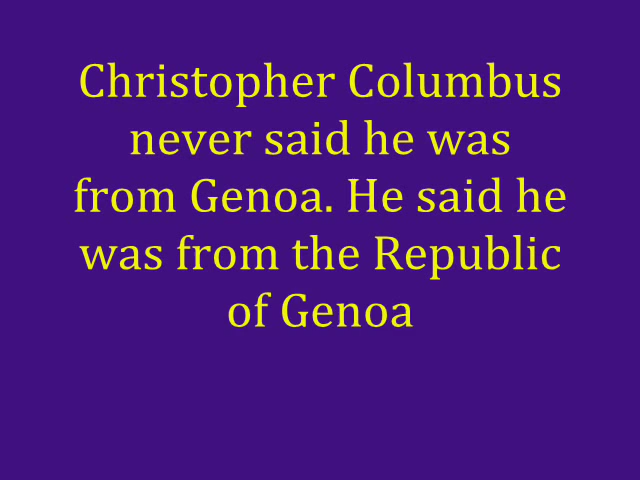 Christopher Columbus
never said he was
from Genoa. He said he
was from the Republic
of Genoa